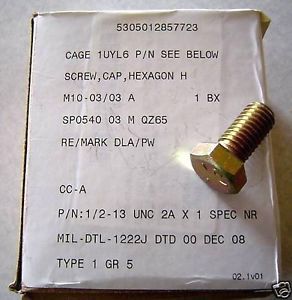 5305012857723
CAGE 1UYL6 P/N SEE BELOW
SCREW,CAP,HEXAGON H
M10-03/03 A 1 BX
SP0540 03 M QZ65
RE/MARK DLA/PW
CC-A
P/N:1/2-13 UNC 2A X 1 SPEC NR
MIL-DTL-1222J DTD 00 DEC 08
TYPE 1 GR 5
02.1v01